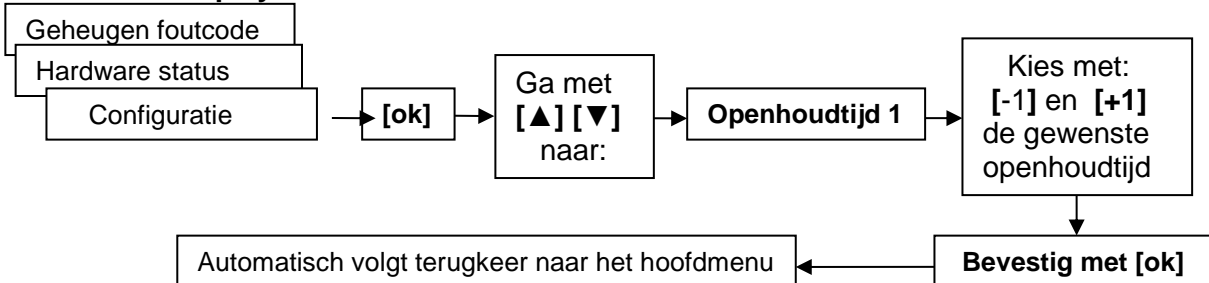 Geheugen foutcode
Hardware status
Configuratie
[ok]
Ga met
[▲] [▼]
naar:
Openhoudtijd 1
Kies met:
[-1] en [+1]
de gewenste
openhoudtijd
Bevestig met [ok]
Automatisch volgt terugkeer naar het hoofdmenu